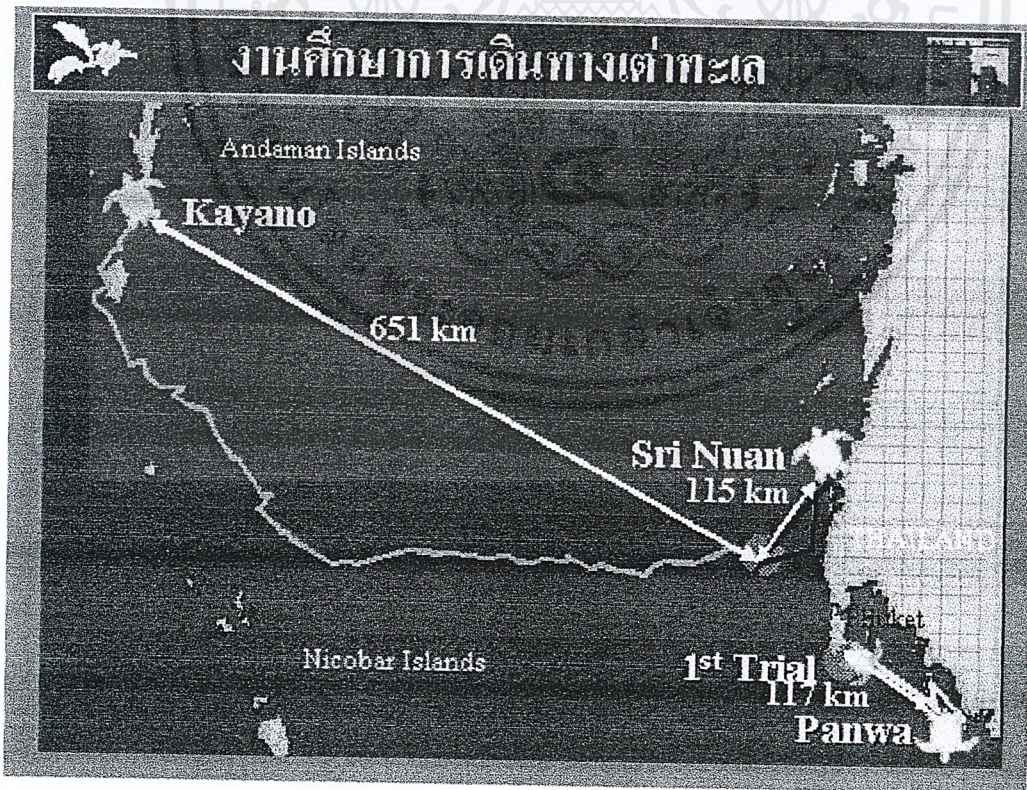 งานศึกษาการเดินทางเต่าทะเล
Andaman Islands
Kayano
651 km
Sri Nuan
115 km
THAILAND
Phuket
Nicobar Islands
1st Trial
117 km
Panwa